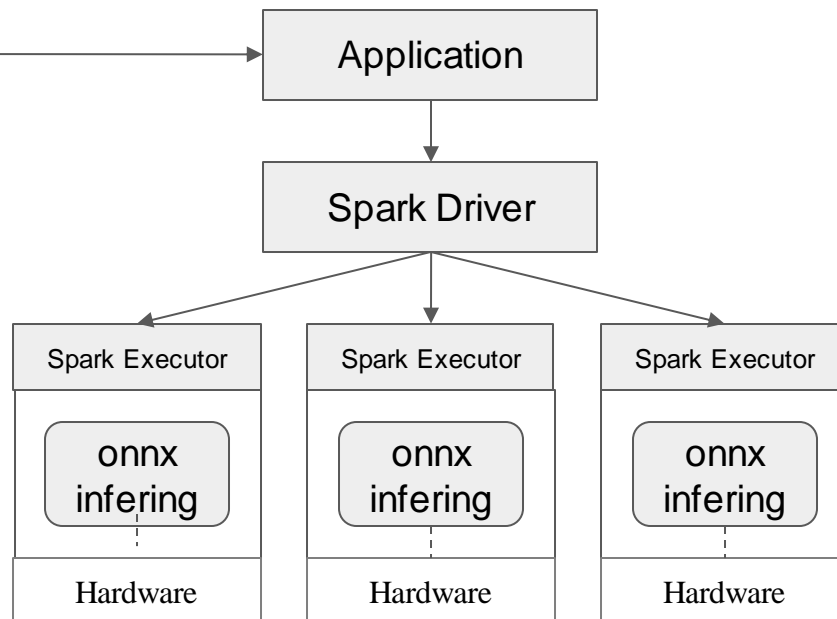 Application
Spark Driver
Spark Executor
Spark Executor
Spark Executor
onnx
infering
onnx
infering
onnx
infering
Hardware
Hardware
Hardware